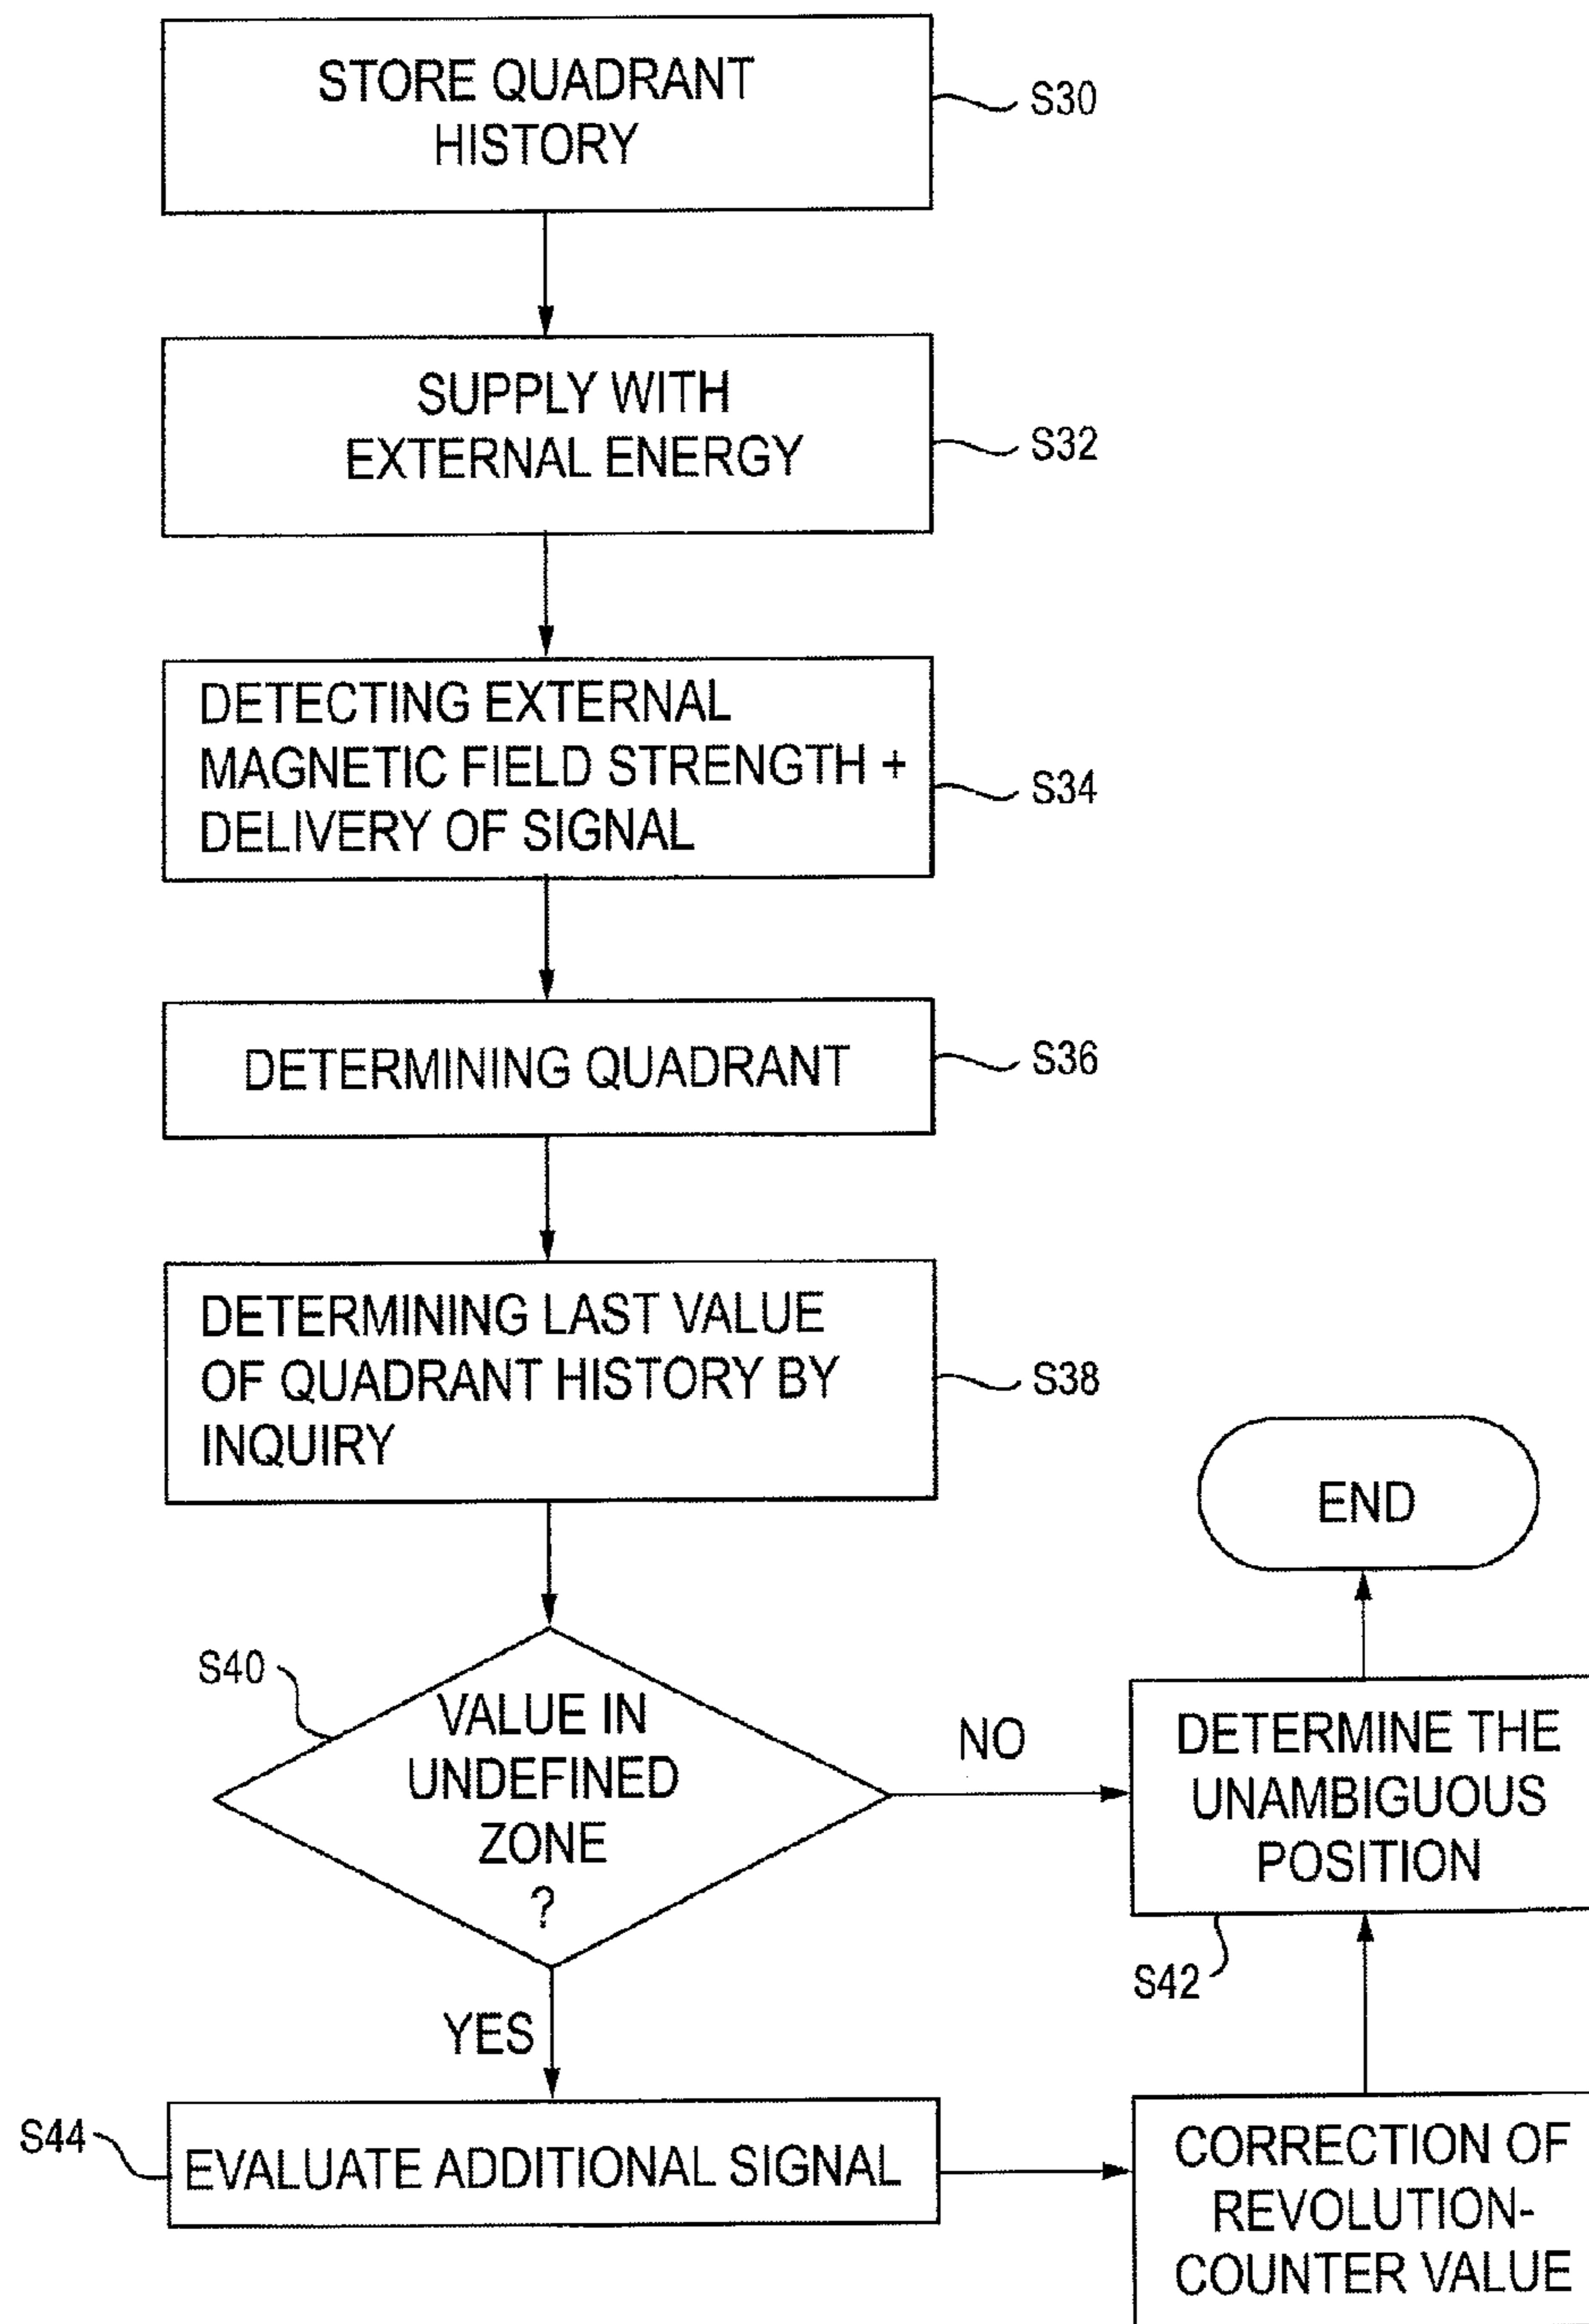 STORE QUADRANT
HISTORY
S30
SUPPLY WITH
EXTERNAL ENERGY
S32
DETECTING EXTERNAL
MAGNETIC FIELD STRENGTH +
DELIVERY OF SIGNAL
S34
DETERMINING QUADRANT
S36
DETERMINING LAST VALUE
OF QUADRANT HISTORY BY
INQUIRY
S38
S40
VALUE IN
UNDEFINED
ZONE
?
NO
YES
END
DETERMINE THE
UNAMBIGUOUS
POSITION
S42
S44
EVALUATE ADDITIONAL SIGNAL
CORRECTION OF
REVOLUTION-
COUNTER VALUE